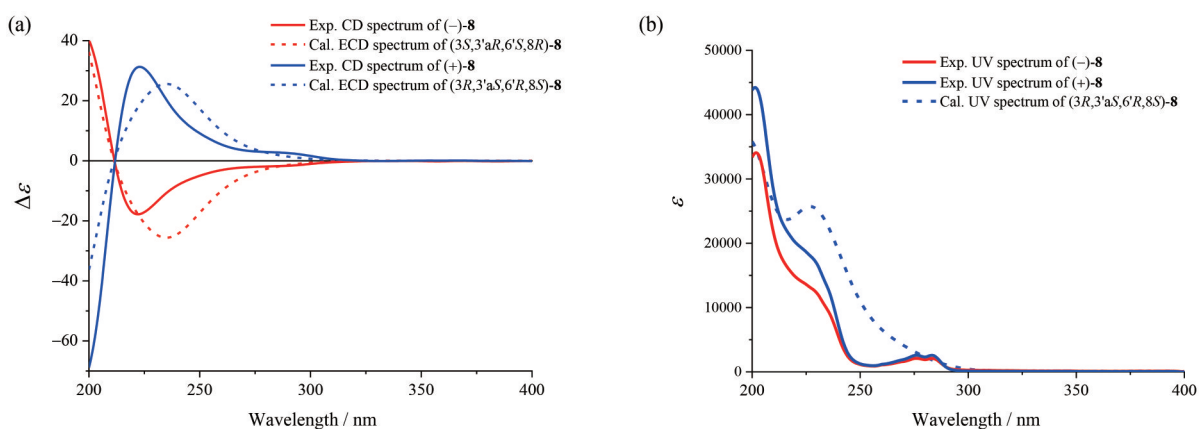 (a)
Exp. CD spectrum of (–)-8
Cal. ECD spectrum of (3S,3'aR,6'S,8R)-8
Exp. CD spectrum of (+)-8
Cal. ECD spectrum of (3R,3'aS,6'R,8S)-8
40
20
0
–20
–40
–60
Δε
200
250
300
350
400
Wavelength / nm
(b)
Exp. UV spectrum of (–)-8
Exp. UV spectrum of (+)-8
Cal. UV spectrum of (3R,3'aS,6'R,8S)-8
50000
40000
30000
20000
10000
0
ε
200
250
300
350
400
Wavelength / nm